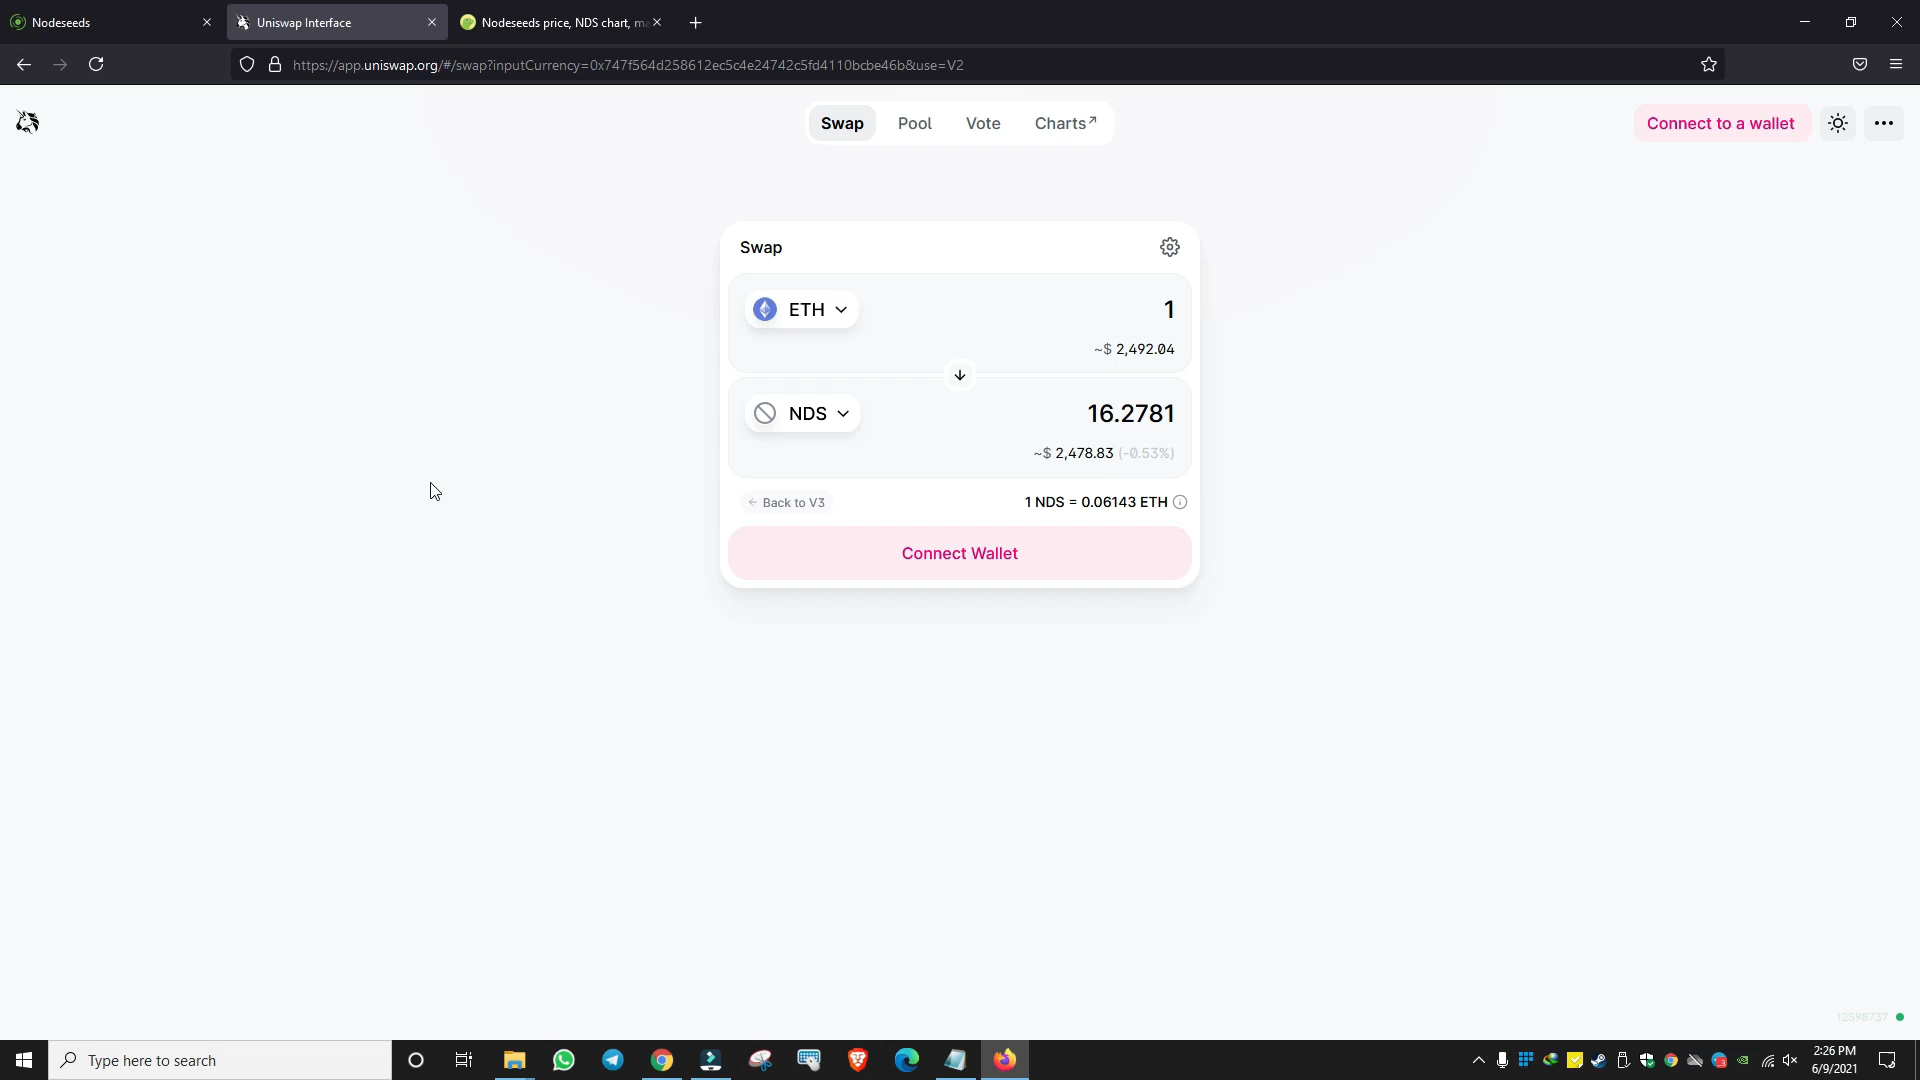 Nodeseeds
Uniswap Interface
Nodeseeds price, NDS chart, ma
https://app.uniswap.org/#/swap?inputCurrency=0x747f564d258612ec5c4e24742c5fd4110bcbe46b&use=V2
Swap
Pool
Vote
Charts↗
Connect to a wallet
Swap
ETH
1
~$ 2,492.04
NDS
16.2781
~$ 2,478.83 (-0.53%)
← Back to V3
1 NDS = 0.06143 ETH
Connect Wallet
12598737
Type here to search
2:26 PM
6/9/2021